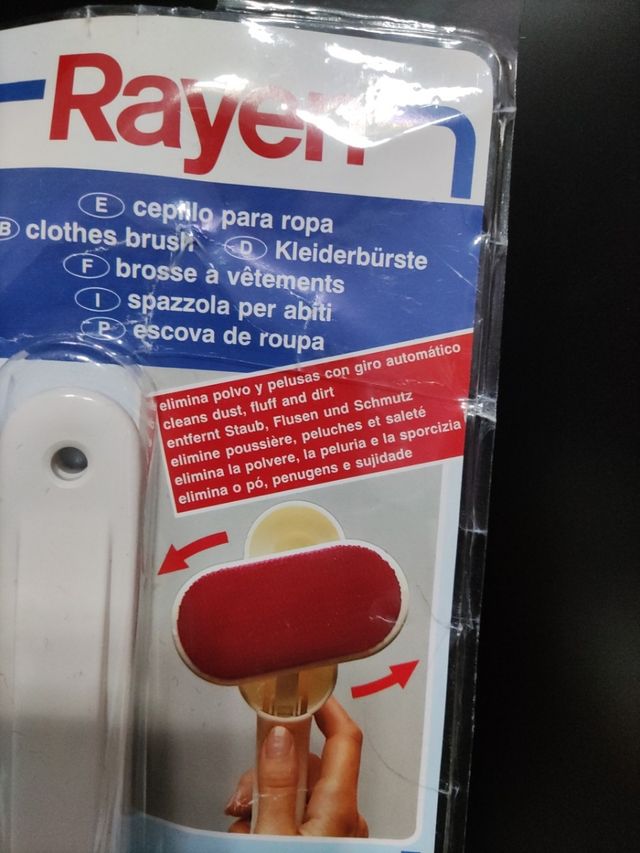 Rayen
E cepillo para ropa
B clothes brush D Kleiderbürste
F brosse à vêtements
I spazzola per abiti
P escova de roupa
elimina polvo y pelusas con giro automático
cleans dust, fluff and dirt
entfernt Staub, Flusen und Schmutz
elimine poussière, peluches et saleté
elimina la polvere, la peluria e la sporcizia
elimina o pó, penugens e sujidade